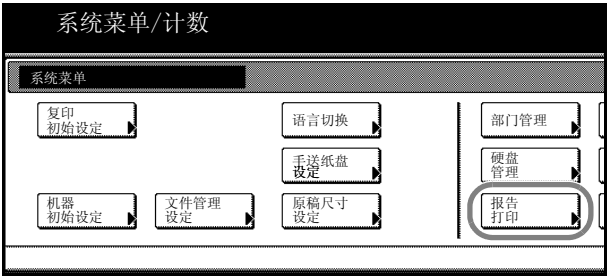 系统菜单/计数
系统菜单
复印
初始设定
语言切换
部门管理
手送纸盘
设定
硬盘
管理
机器
初始设定
文件管理
设定
原稿尺寸
设定
报告
打印